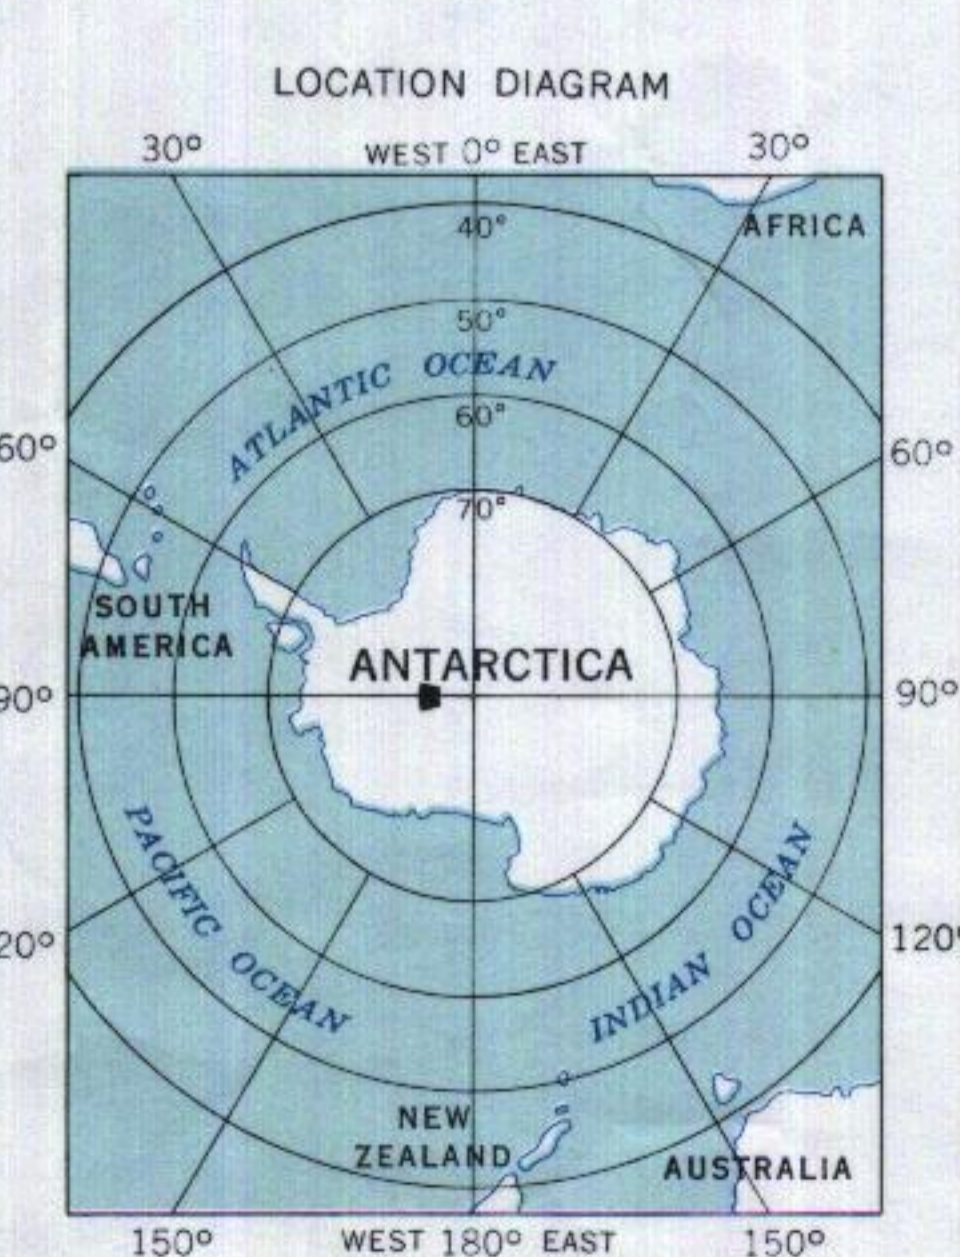 LOCATION DIAGRAM
30° WEST 0° EAST 30°
40°
AFRICA
50°
ATLANTIC OCEAN
60°
60° 60°
70°
SOUTH
AMERICA
ANTARCTICA
90° 90°
PACIFIC OCEAN
INDIAN OCEAN
20° 120°
NEW
ZEALAND
AUSTRALIA
150° WEST 180° EAST 150°